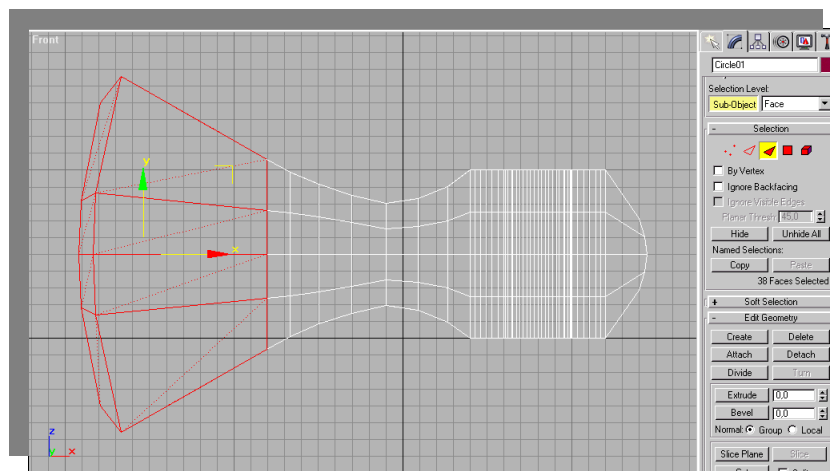 Front
y
x
z
y
x
Circle01
Selection Level:
Sub-Object Face
- Selection
By Vertex
Ignore Backfacing
Ignore Visible Edges
Planar Thresh 45,0
Hide Unhide All
Named Selections:
Copy Paste
38 Faces Selected
+ Soft Selection
- Edit Geometry
Create Delete
Attach Detach
Divide Turn
Extrude 0,0
Bevel 0,0
Normal: Group Local
Slice Plane Slice